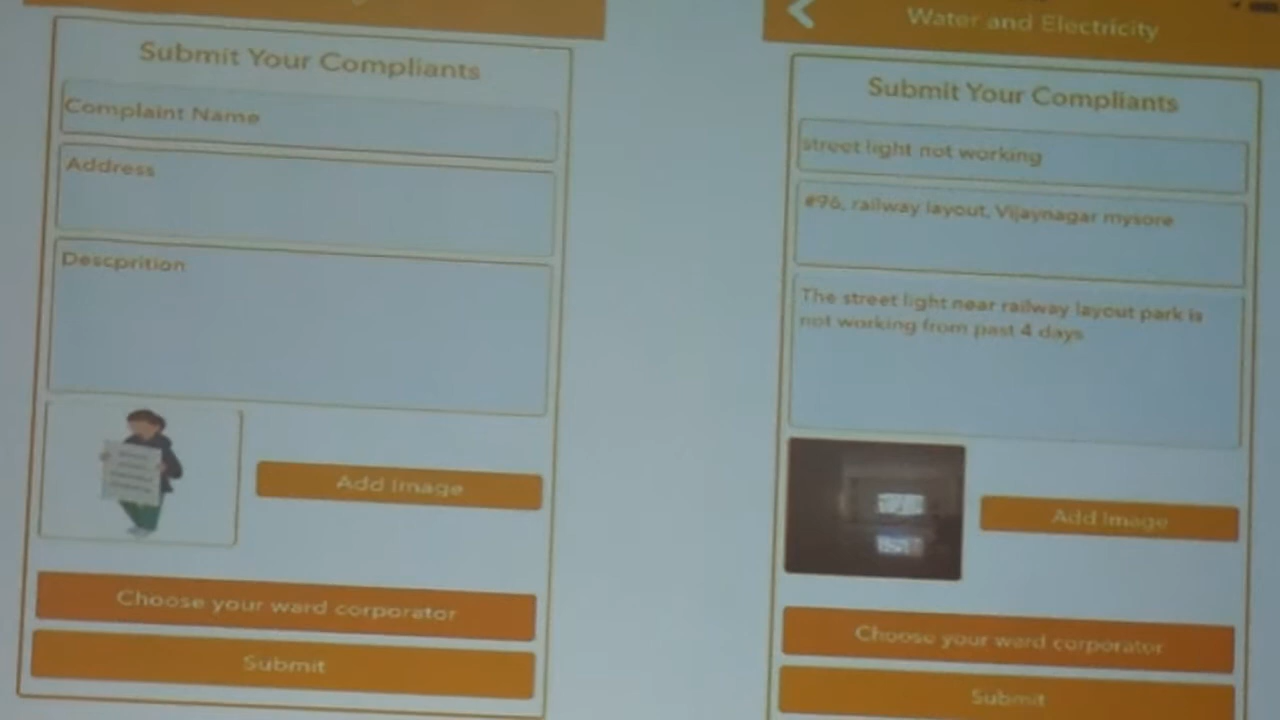 Submit Your Compliants
Complaint Name
Address
Descprition
Add Image
Choose your ward corporator
Submit
Water and Electricity
Submit Your Compliants
street light not working
#96, railway layout, Vijaynagar mysore
The street light near railway layout park is
not working from past 4 days
Add Image
Choose your ward corporator
Submit